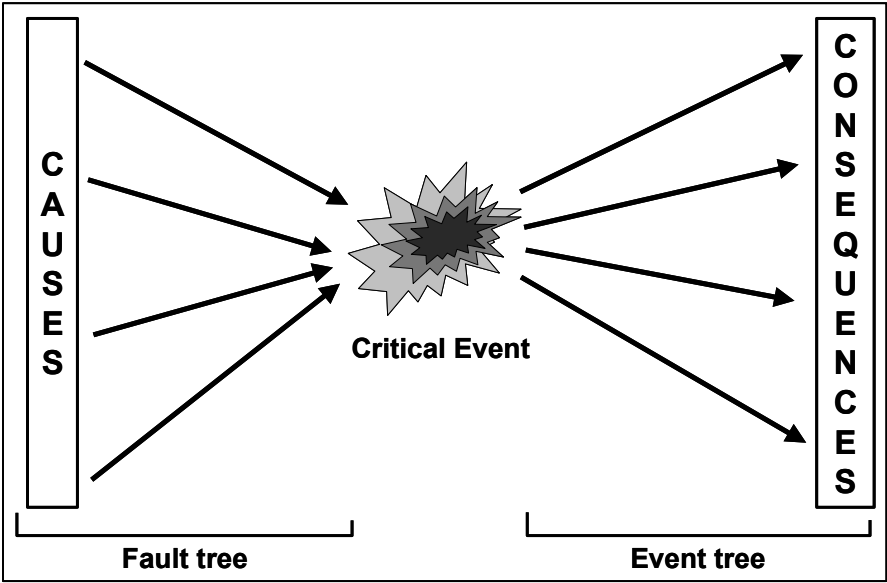 CAUSES
Critical Event
CONSEQUENCES
Fault tree
Event tree